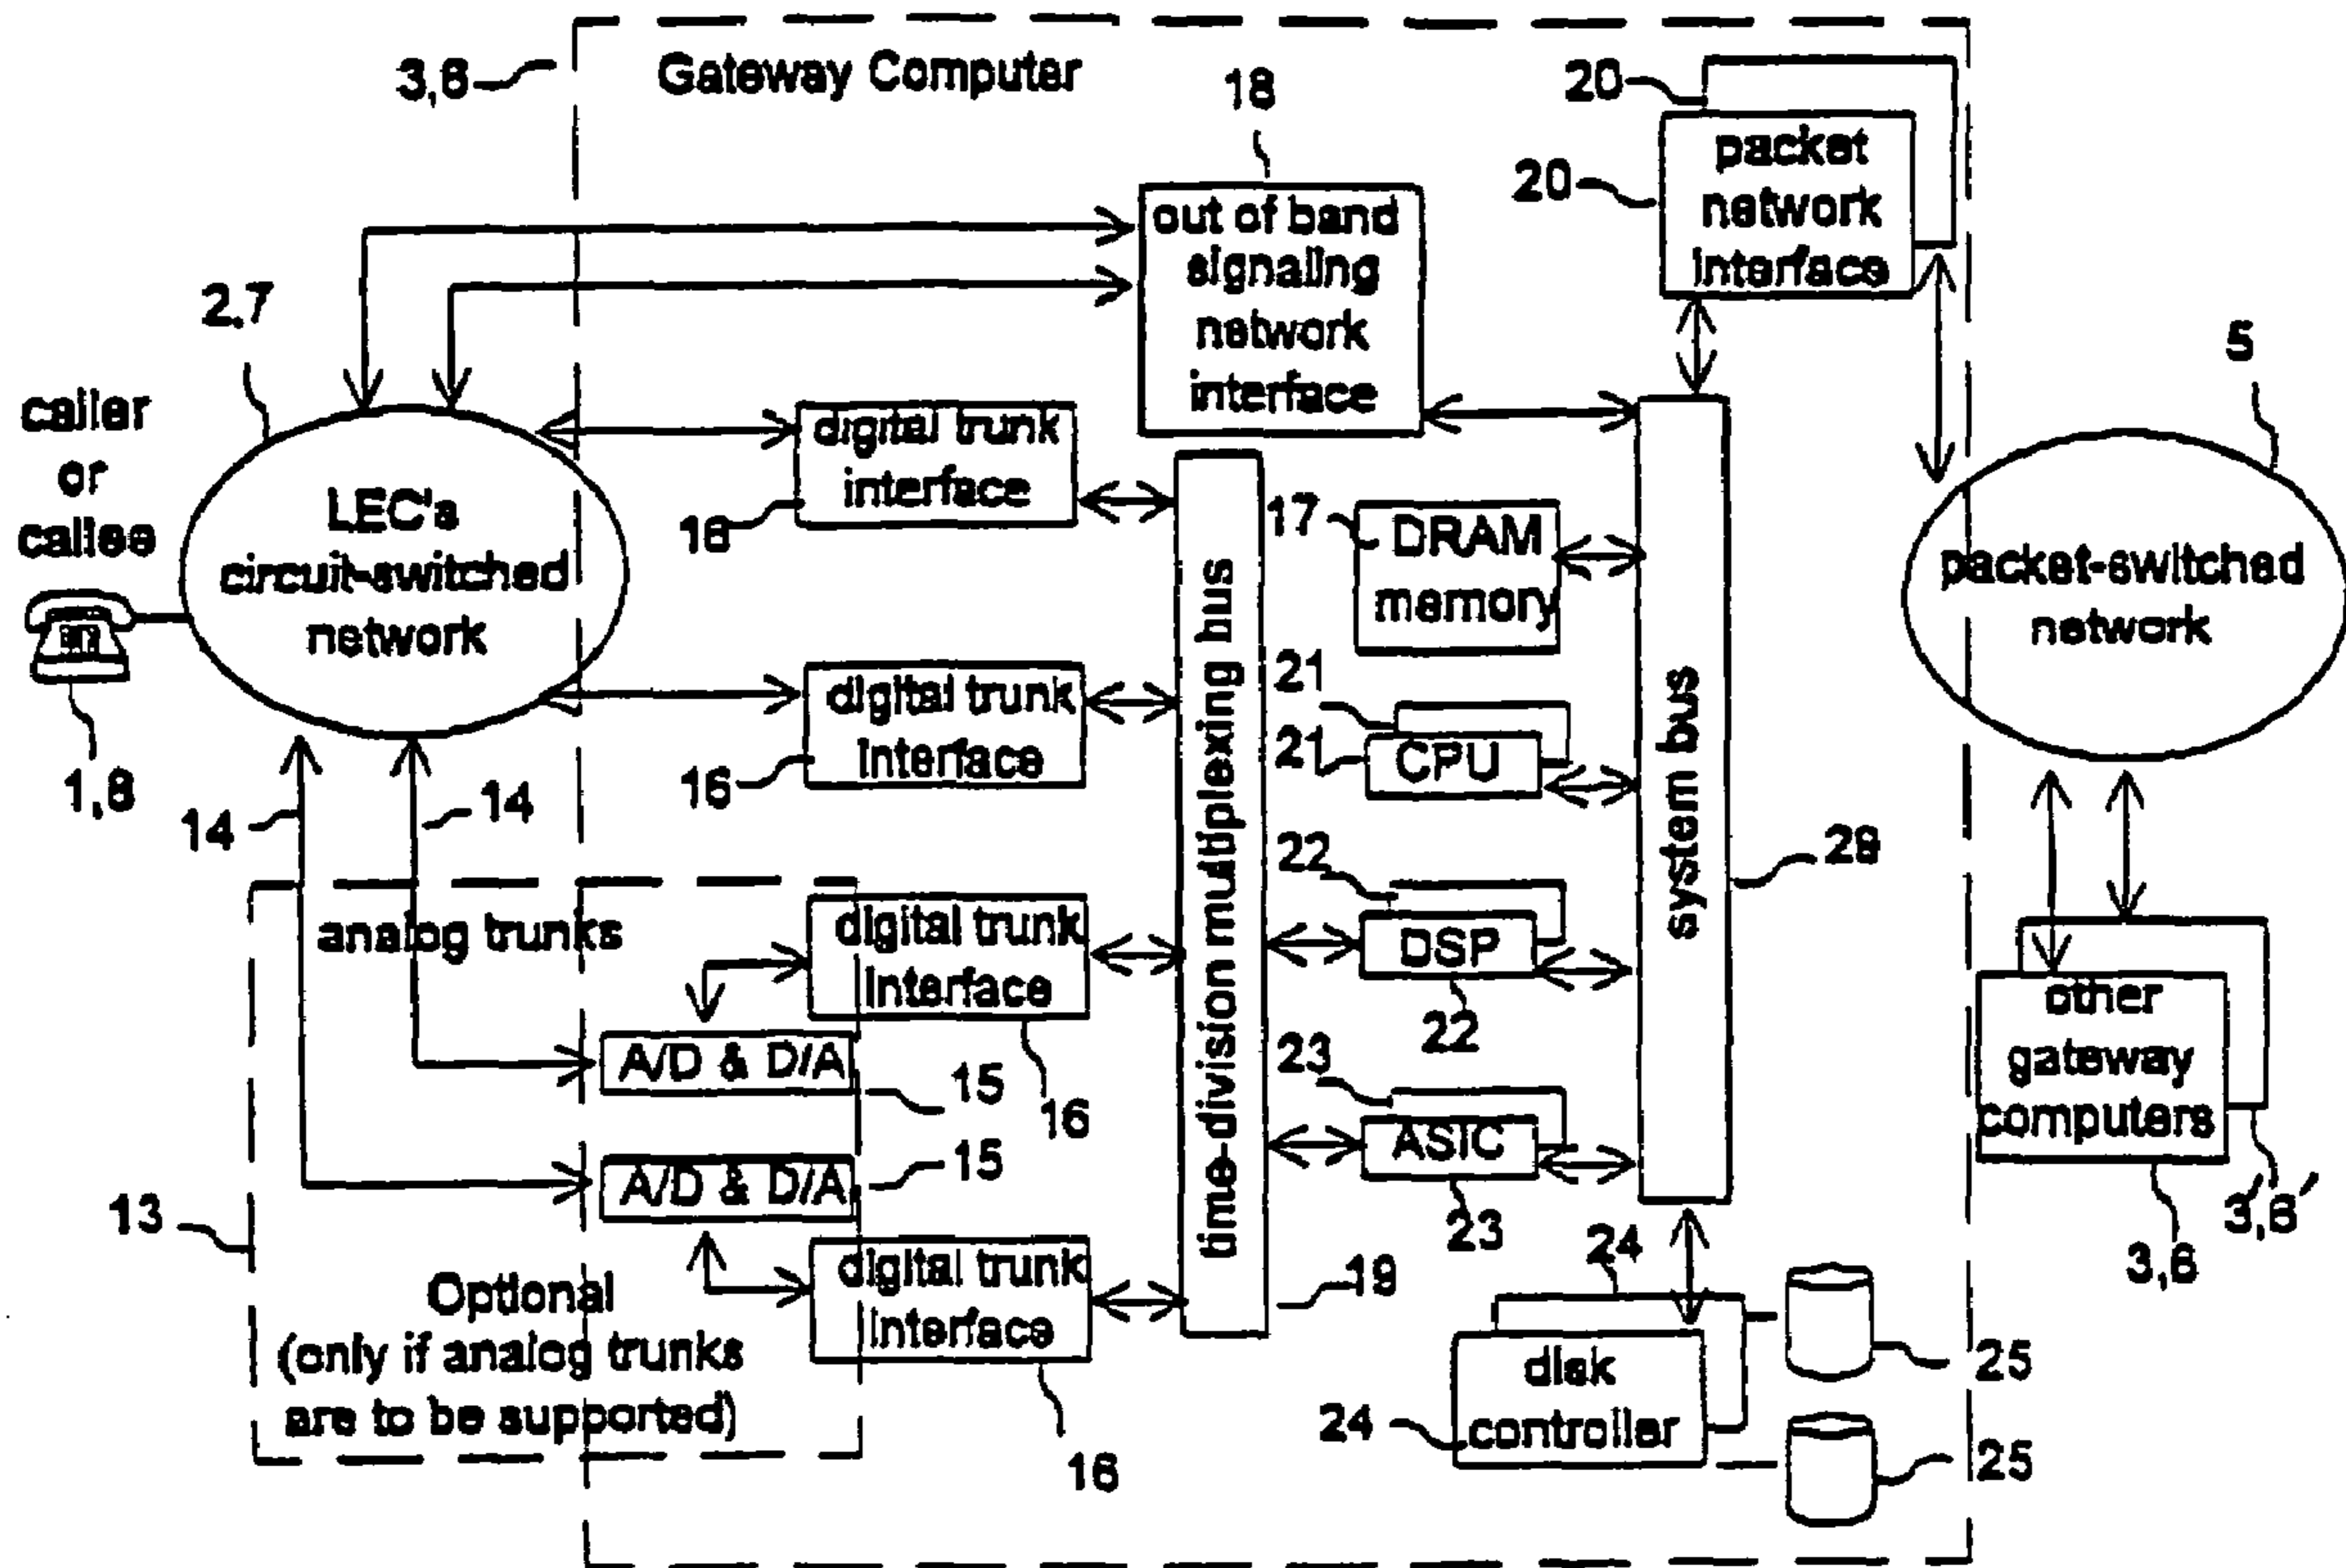 3,6
Gateway Computer
18
20
20
packet
network
interface
out of band
signaling
network
interface
2,7
5
caller
or
callee
LEC's
circuit-switched
network
1,8
digital trunk
interface
16
17
DRAM
memory
packet-switched
network
digital trunk
interface
16
21
21
CPU
time-division multiplexing bus
system bus
29
14
14
22
DSP
22
analog trunks
digital trunk
interface
16
A/D & D/A
15
23
ASIC
23
other
gateway
computers
3,6'
3,6
A/D & D/A
15
13
19
24
digital trunk
interface
16
Optional
(only if analog trunks
are to be supported)
disk
controller
24
25
25